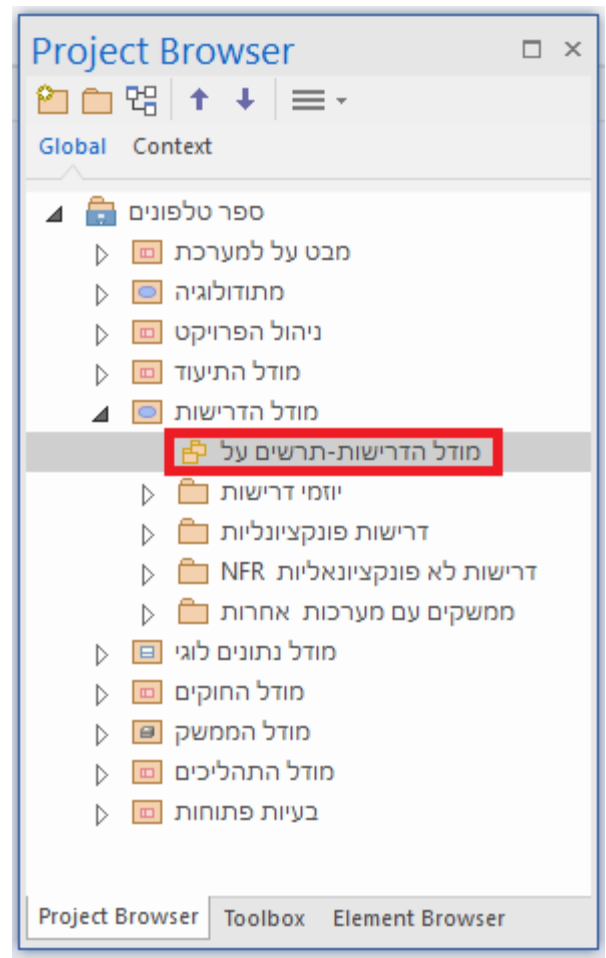 Project Browser
Global Context
ספר טלפונים
מבט על למערכת
מתודולוגיה
ניהול הפרויקט
מודל התיעוד
מודל הדרישות
מודל הדרישות-תרשים על
יוזמי דרישות
דרישות פונקציונליות
דרישות לא פונקציונאליות NFR
ממשקים עם מערכות אחרות
מודל נתונים לוגי
מודל החוקים
מודל הממשק
מודל התהליכים
בעיות פתוחות
Project Browser Toolbox Element Browser